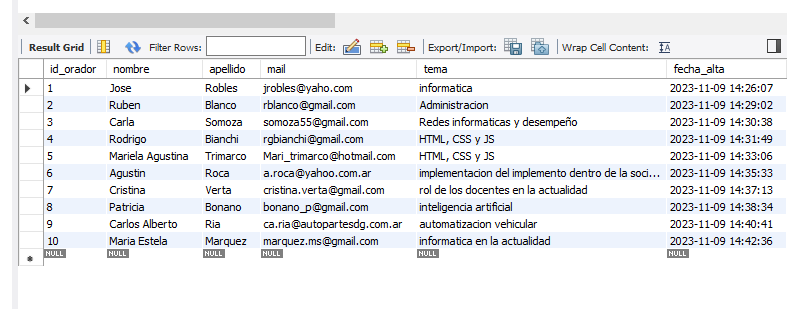 Result Grid Filter Rows: Edit: Export/Import: Wrap Cell Content: IA
id_orador nombre apellido mail tema fecha_alta
1 Jose Robles jrobles@yaho.com informatica 2023-11-09 14:26:07
2 Ruben Blanco rblanco@gmail.com Administracion 2023-11-09 14:29:02
3 Carla Somoza somoza55@gmail.com Redes informaticas y desempeño 2023-11-09 14:30:38
4 Rodrigo Bianchi rgbianchi@gmail.com HTML, CSS y JS 2023-11-09 14:31:49
5 Mariela Agustina Trimarco Mari_trimarco@hotmail.com HTML, CSS y JS 2023-11-09 14:33:06
6 Agustin Roca a.roca@yahoo.com.ar implementacion del implemento dentro de la soci... 2023-11-09 14:35:33
7 Cristina Verta cristina.verta@gmail.com rol de los docentes en la actualidad 2023-11-09 14:37:13
8 Patricia Bonano bonano_p@gmail.com inteligencia artificial 2023-11-09 14:38:34
9 Carlos Alberto Ria ca.ria@autopartesdg.com.ar automatizacion vehicular 2023-11-09 14:40:41
10 Maria Estela Marquez marquez.ms@gmail.com informatica en la actualidad 2023-11-09 14:42:36
NULL NULL NULL NULL NULL NULL